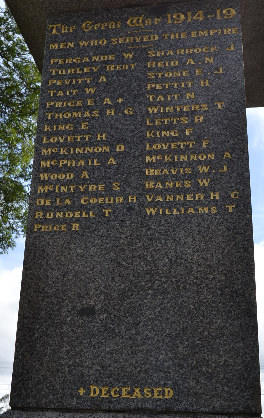 The Great War 1914-19
MEN WHO SERVED THE EMPIRE
PERGANDE W SHARROCK J
TURLEY BERT REID A N
PEVITT A STONE E J
TAIT W PETTIT H
PRICE E A + TAIT N
THOMAS H G WINTERS T
KING E LETTS H
LOVETT H KING F
McKINNON D LOVETT F
McPHAIL A McKINNON A
WOOD A BEAVIS W J
McINTYRE S BANKS W
DE LA COEUR H VANNER H C
RUNDELL T WILLIAMS T
PRICE R
+ DECEASED